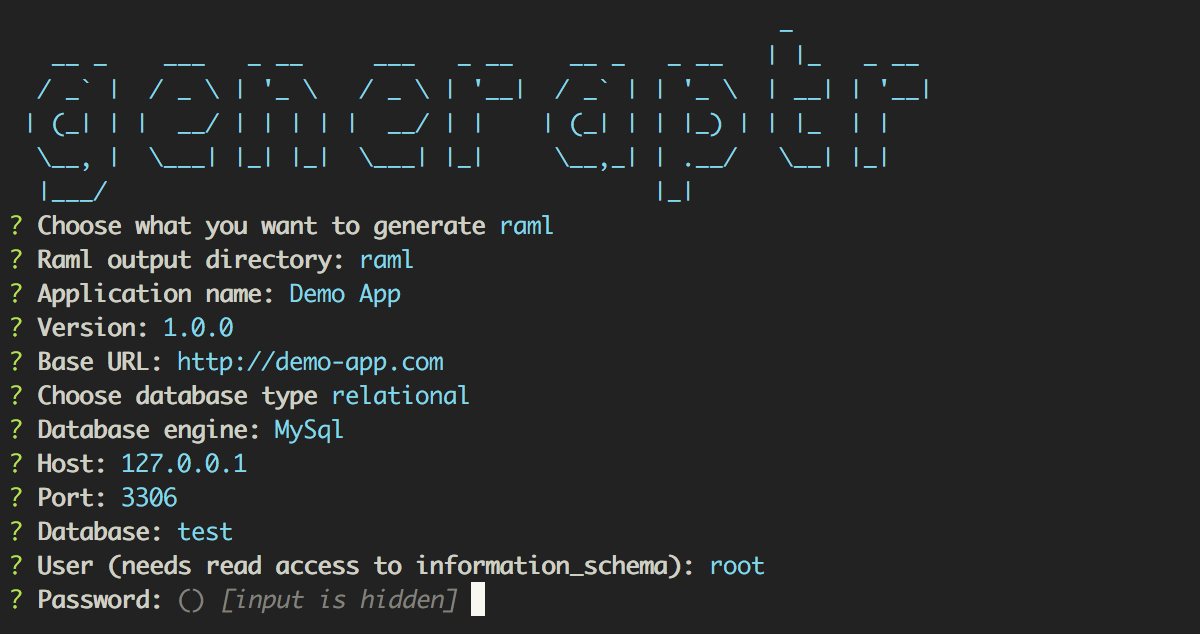 generaptr
? Choose what you want to generate raml
? Raml output directory: raml
? Application name: Demo App
? Version: 1.0.0
? Base URL: http://demo-app.com
? Choose database type relational
? Database engine: MySql
? Host: 127.0.0.1
? Port: 3306
? Database: test
? User (needs read access to information_schema): root
? Password: () [input is hidden]